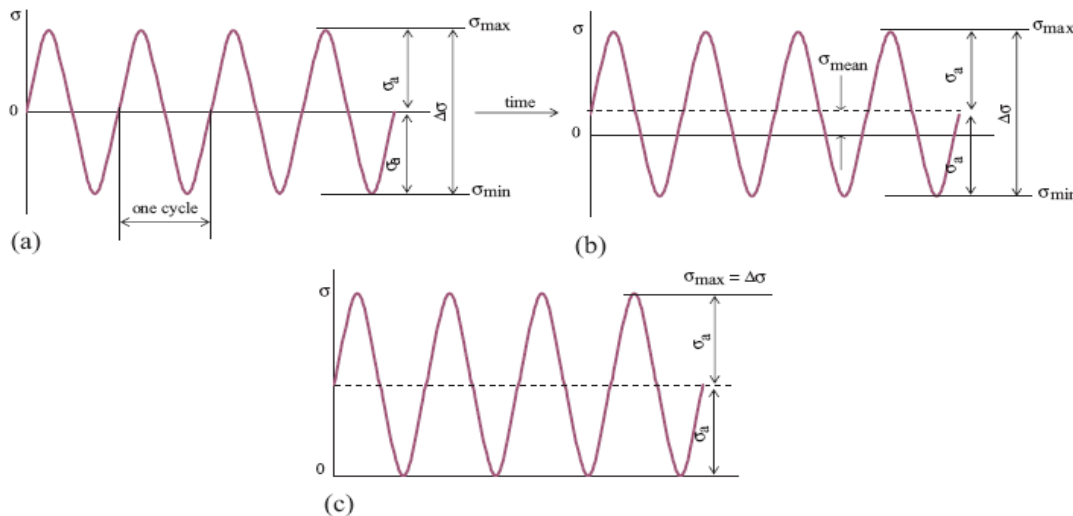 σ
σmax
σa
Δσ
0
σa
σmin
one cycle
(a)
time
σ
σmax
σmean
σa
Δσ
0
σa
σmin
(b)
σ
σmax = Δσ
σa
σa
0
(c)